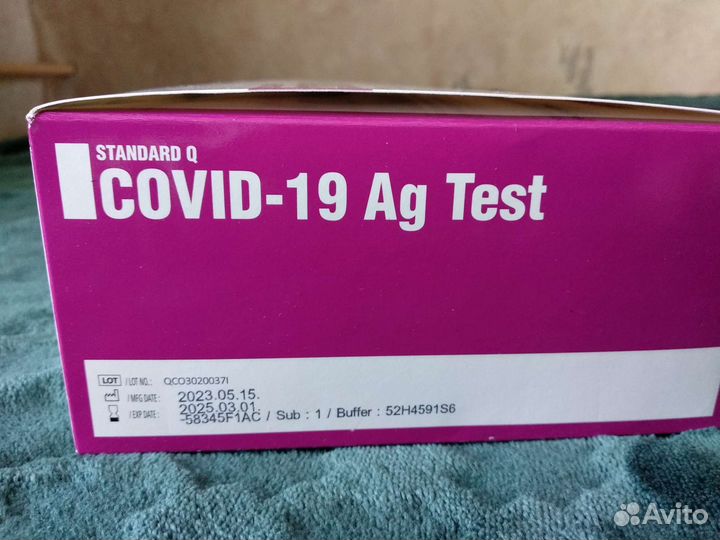 STANDARD Q
COVID-19 Ag Test
LOT /LOT NO.: QCO3020037I
/MFG DATE: 2023.05.15.
/EXP DATE: 2025.03.01.
-58345F1AC / Sub : 1 / Buffer : 52H4591S6
Avito